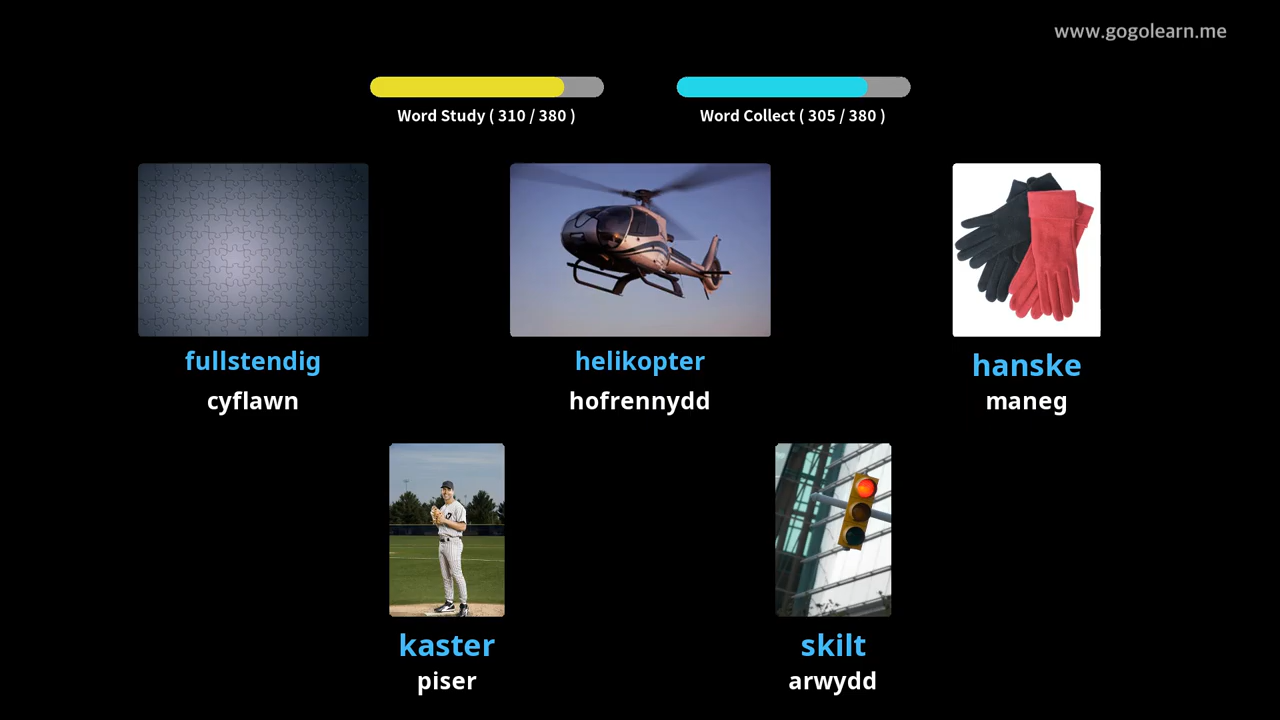 www.gogolearn.me
Word Study ( 310 / 380 )
Word Collect ( 305 / 380 )
fullstendig
helikopter
hanske
cyflawn
hofrennydd
maneg
kaster
skilt
piser
arwydd